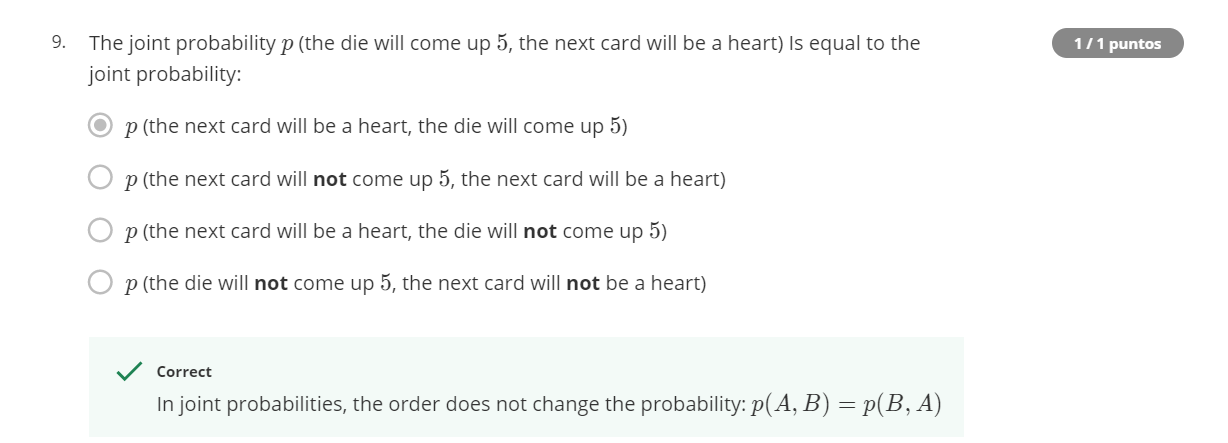 9. The joint probability p (the die will come up 5, the next card will be a heart) Is equal to the
1 / 1 puntos
joint probability:
p (the next card will be a heart, the die will come up 5)
p (the next card will not come up 5, the next card will be a heart)
p (the next card will be a heart, the die will not come up 5)
p (the die will not come up 5, the next card will not be a heart)
Correct
In joint probabilities, the order does not change the probability: p(A, B) = p(B, A)